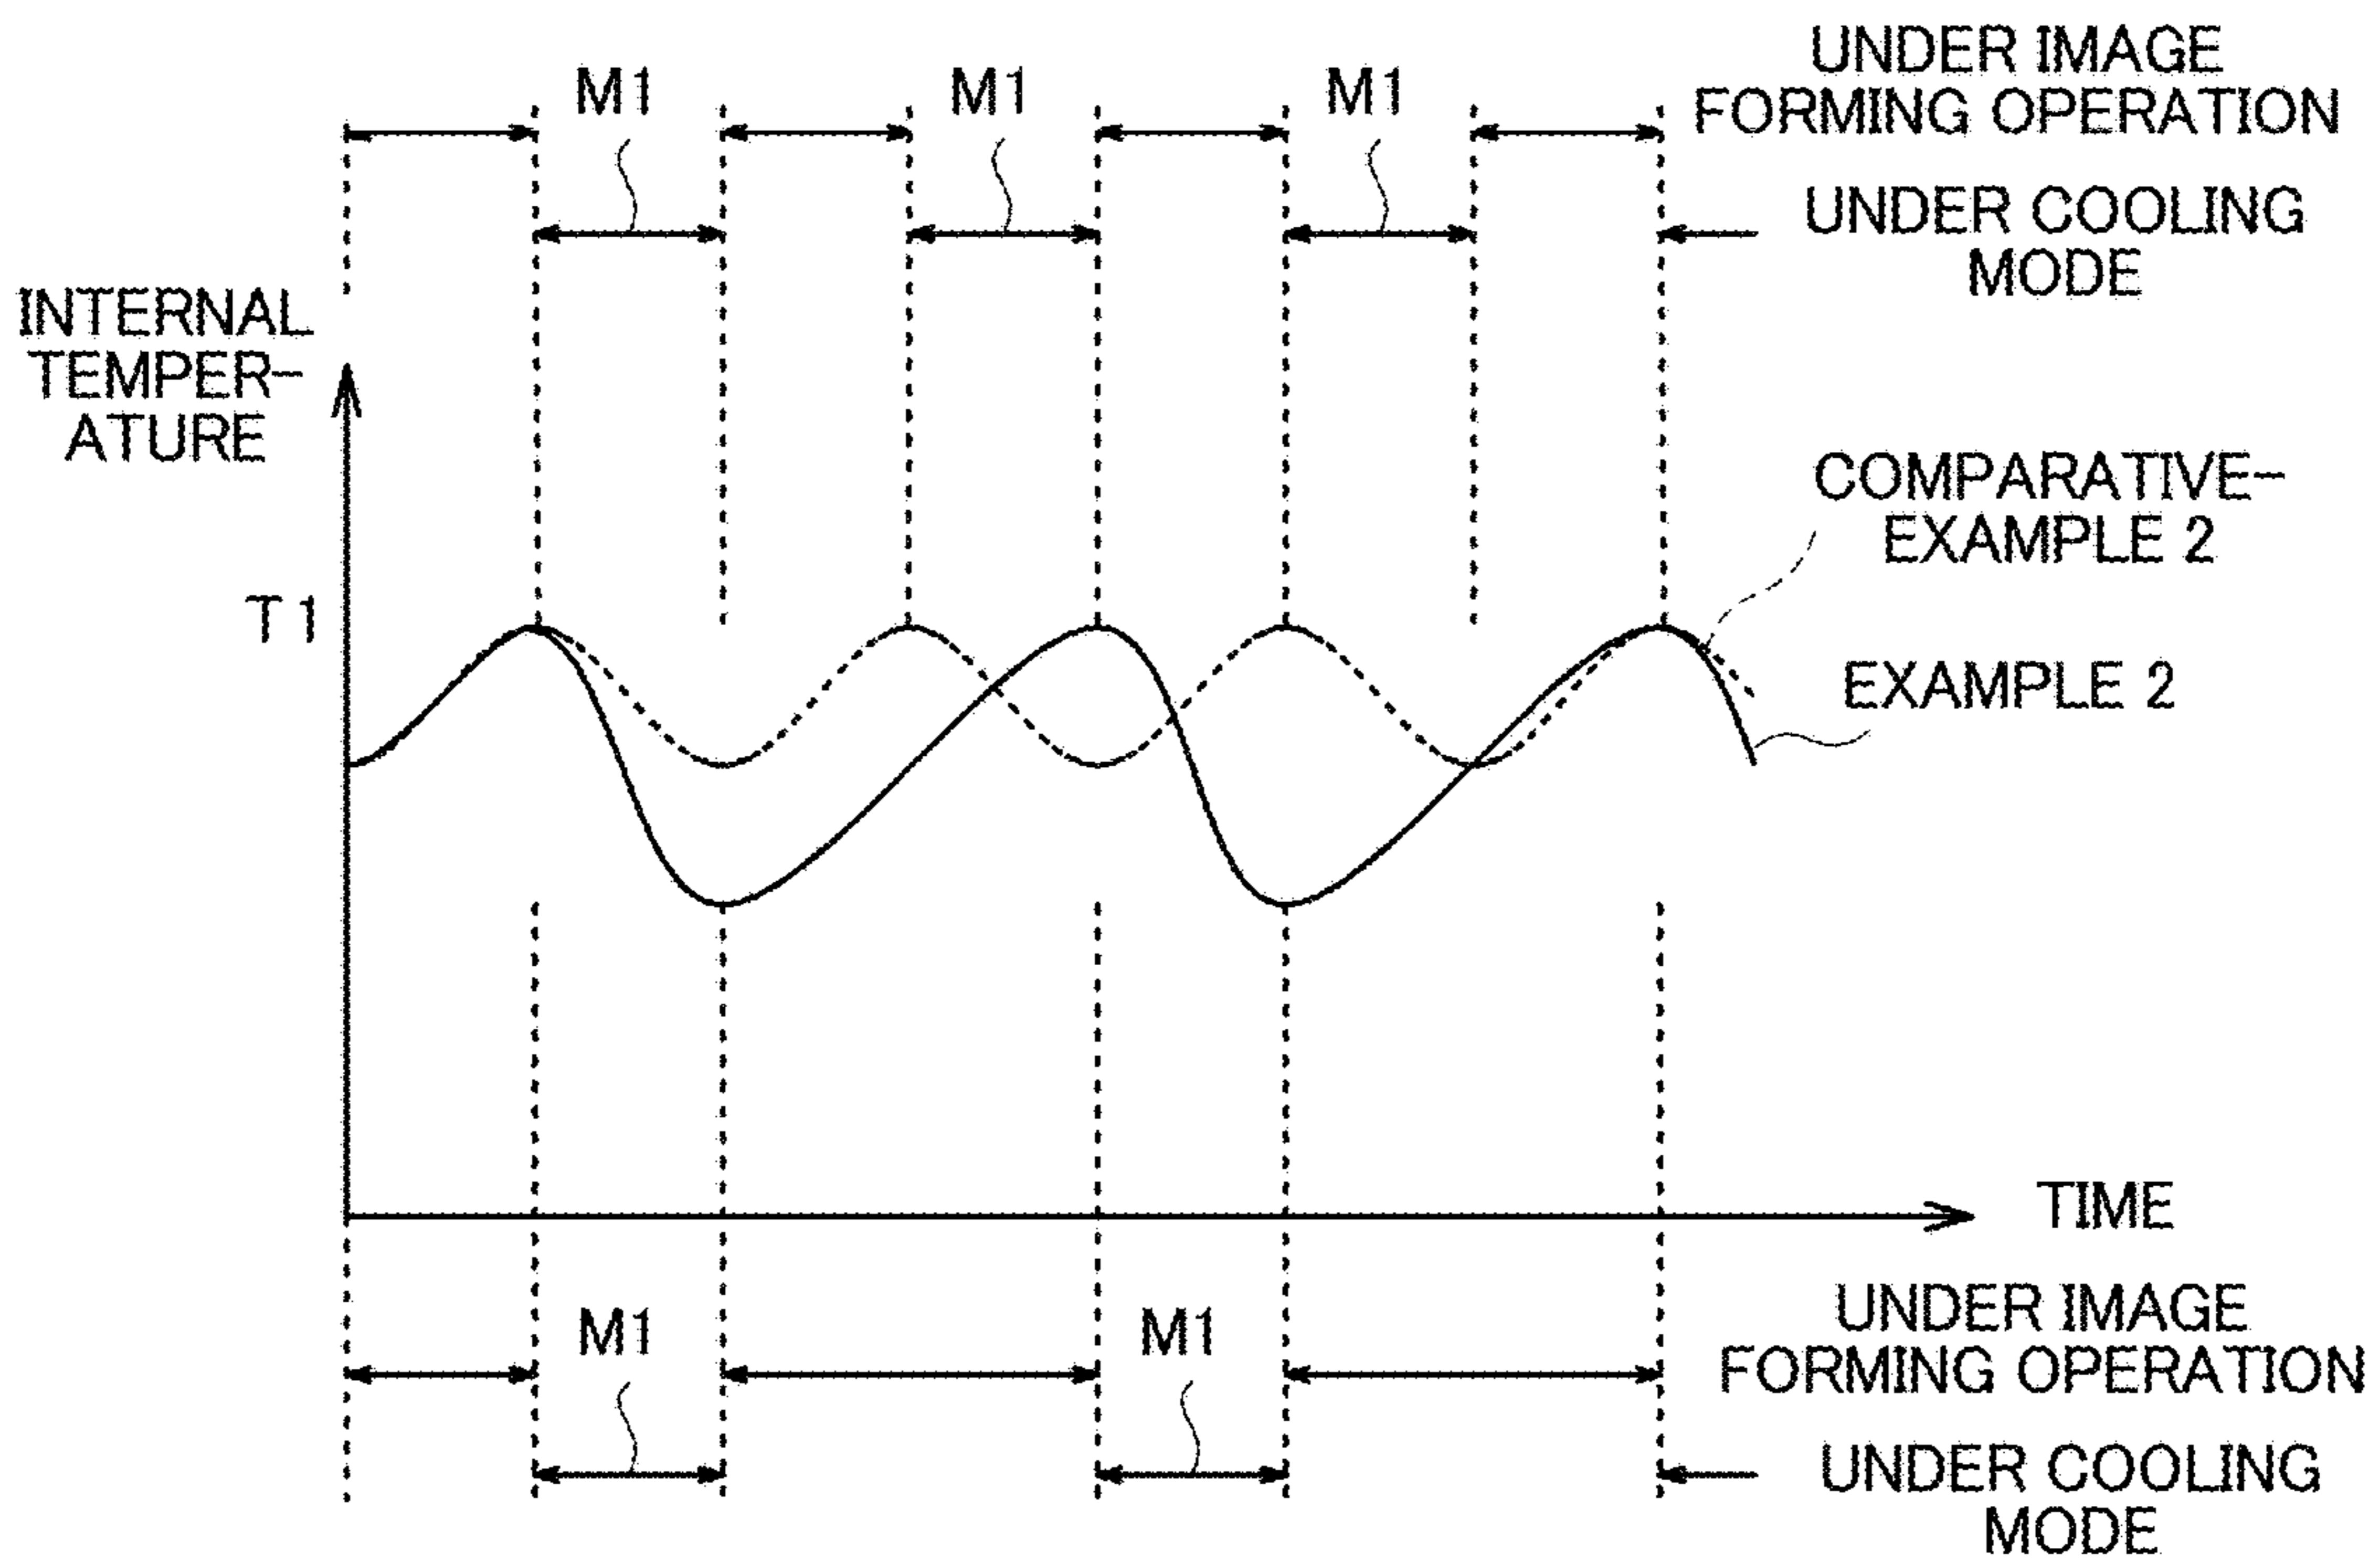 M1
M1
M1
UNDER IMAGE
FORMING OPERATION
UNDER COOLING
MODE
INTERNAL
TEMPER-
ATURE
COMPARATIVE-
EXAMPLE 2
T1
EXAMPLE 2
TIME
M1
M1
UNDER IMAGE
FORMING OPERATION
UNDER COOLING
MODE